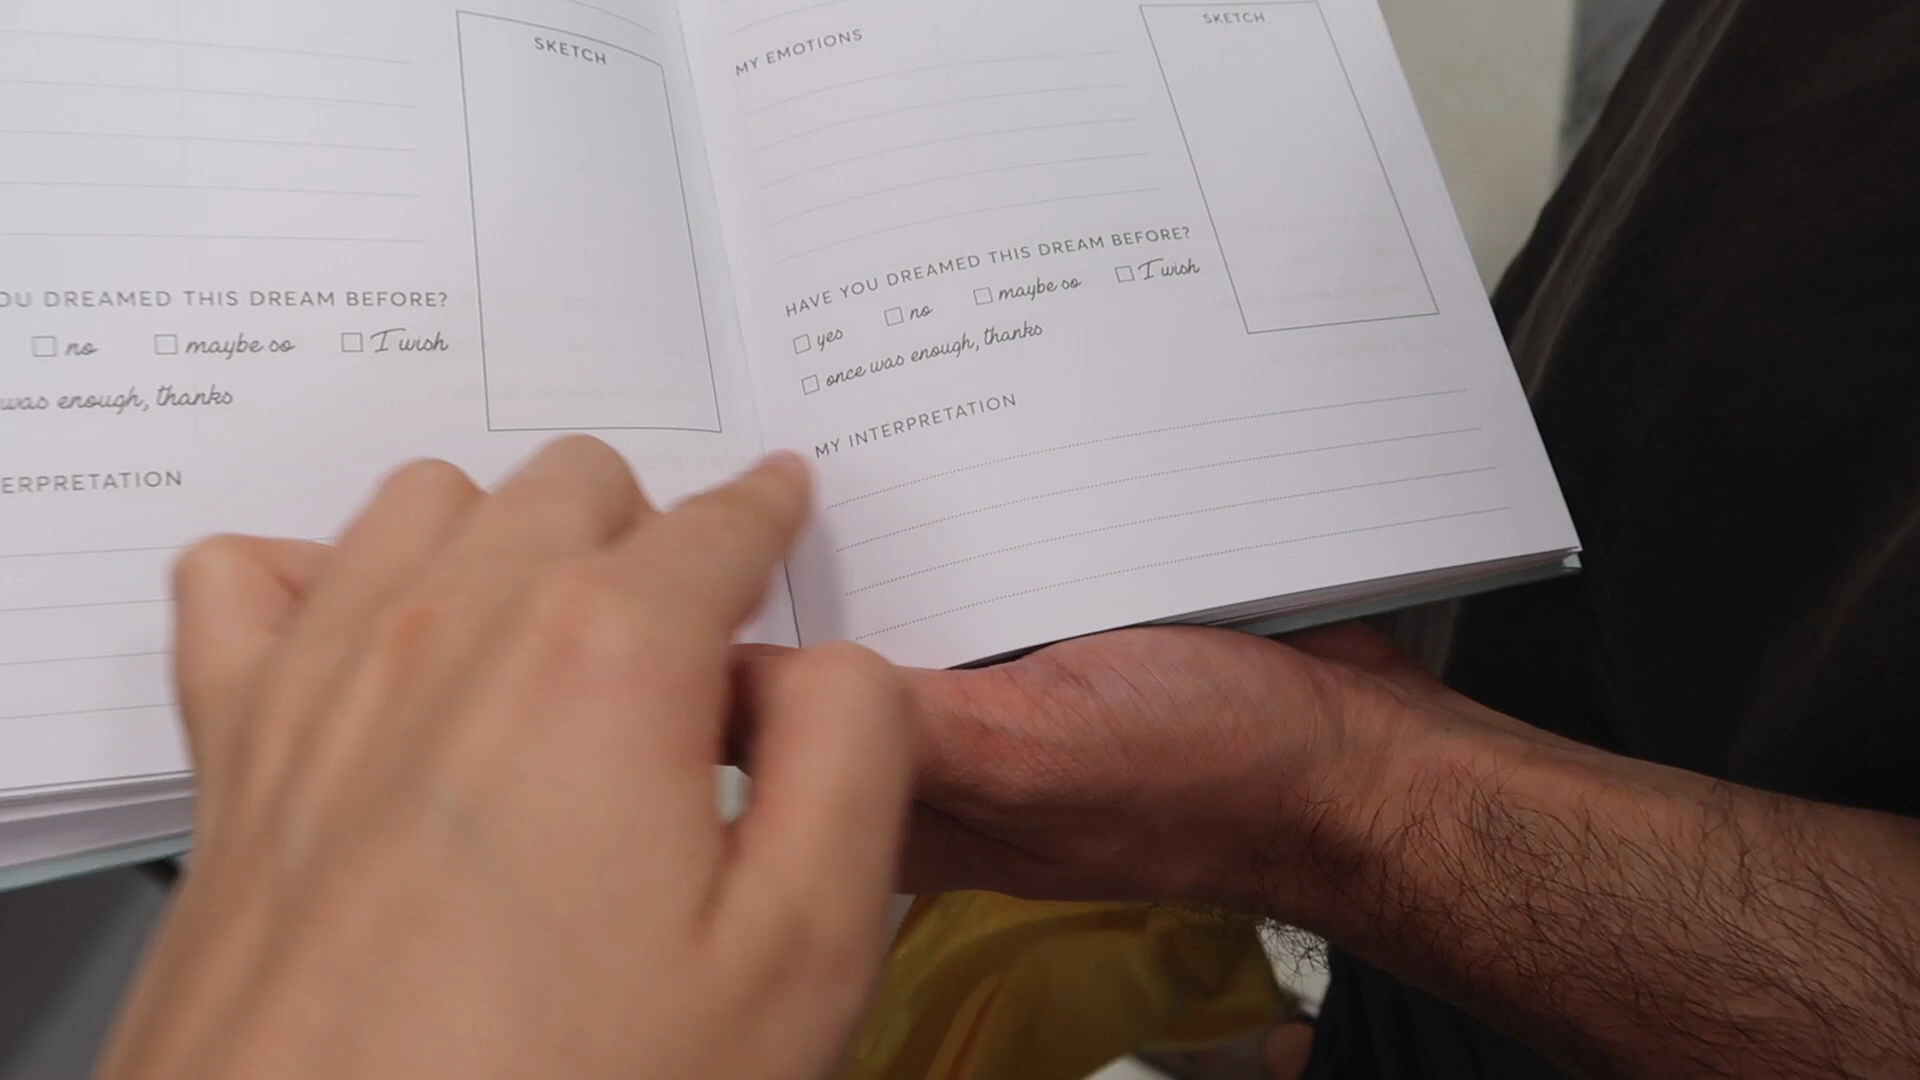 SKETCH
OU DREAMED THIS DREAM BEFORE?
no maybe so I wish
was enough, thanks
ERPRETATION
MY EMOTIONS
SKETCH
HAVE YOU DREAMED THIS DREAM BEFORE?
yes no maybe so I wish
once was enough, thanks
MY INTERPRETATION